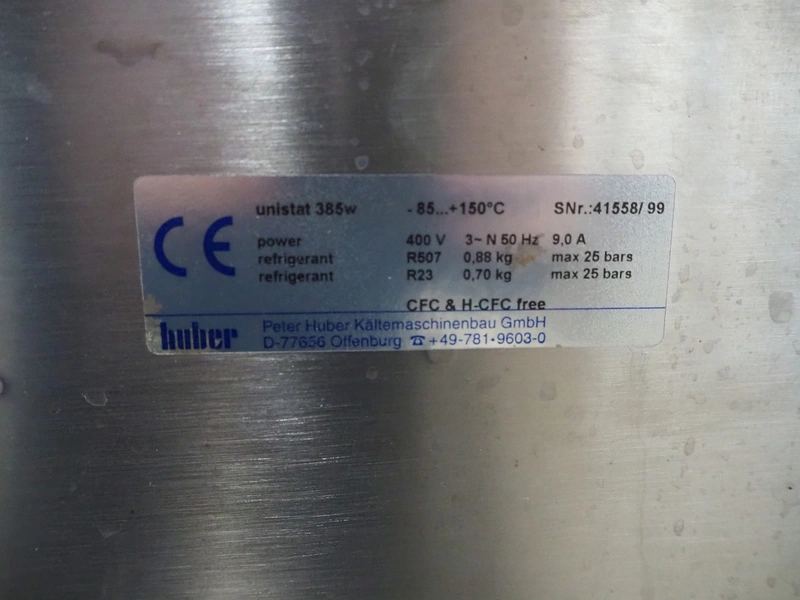 CE
unistat 385w - 85...+150°C SNr.:41558/ 99
power 400 V 3~ N 50 Hz 9,0 A
refrigerant R507 0,88 kg max 25 bars
refrigerant R23 0,70 kg max 25 bars
CFC & H-CFC free
huber Peter Huber Kältemaschinenbau GmbH
D-77656 Offenburg ☎ +49-781•9603-0